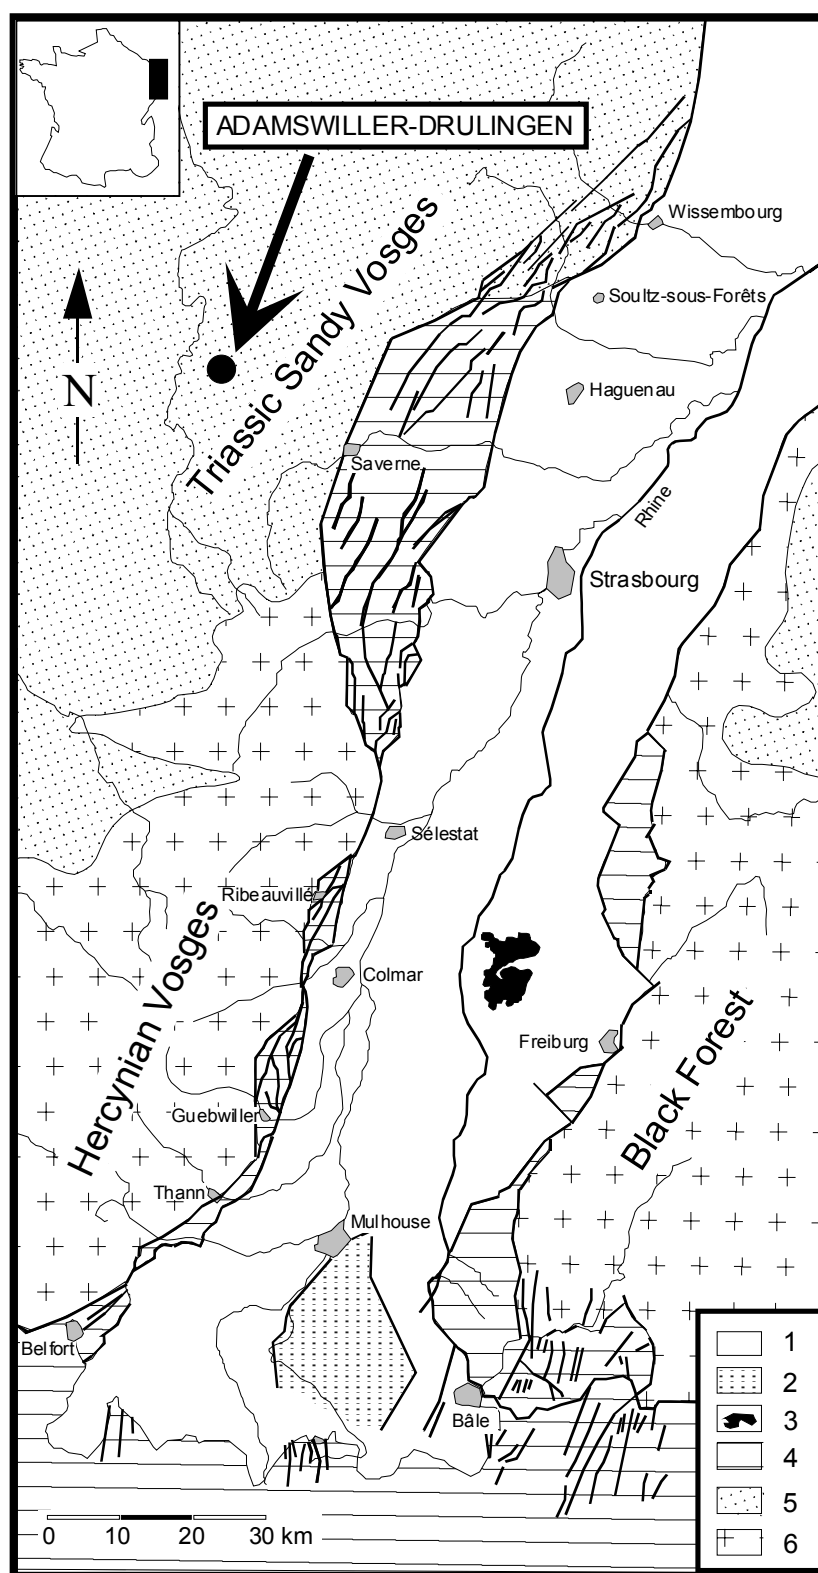 ADAMSWILLER-DRULINGEN
Wissembourg
Triassic Sandy Vosges
Soultz-sous-Forêts
N
Haguenau
Saverne
Rhine
Strasbourg
Sélestat
Ribeauvillé
Hercynian Vosges
Colmar
Freiburg
Black Forest
Guebwiller
Thann
Mulhouse
Belfort
Bâle
0 10 20 30 km
1
2
3
4
5
6